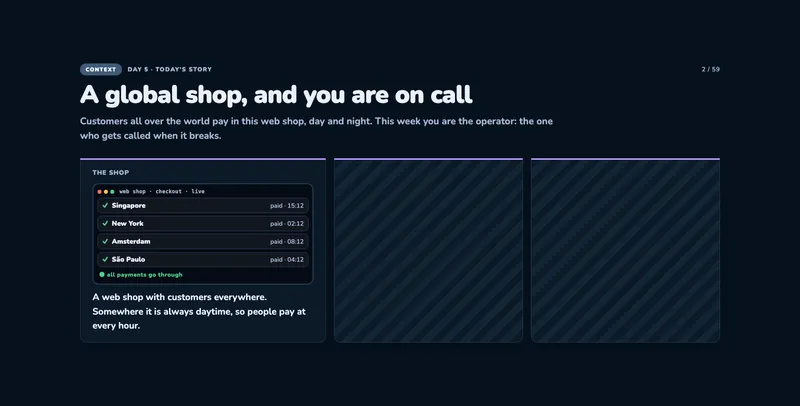 CONTEXT DAY 5 · TODAY'S STORY 2 / 59
A global shop, and you are on call
Customers all over the world pay in this web shop, day and night. This week you are the operator: the one
who gets called when it breaks.
THE SHOP
web shop · checkout · live
✓ Singapore paid · 15:12
✓ New York paid · 02:12
✓ Amsterdam paid · 08:12
✓ São Paulo paid · 04:12
all payments go through
A web shop with customers everywhere.
Somewhere it is always daytime, so people pay at
every hour.